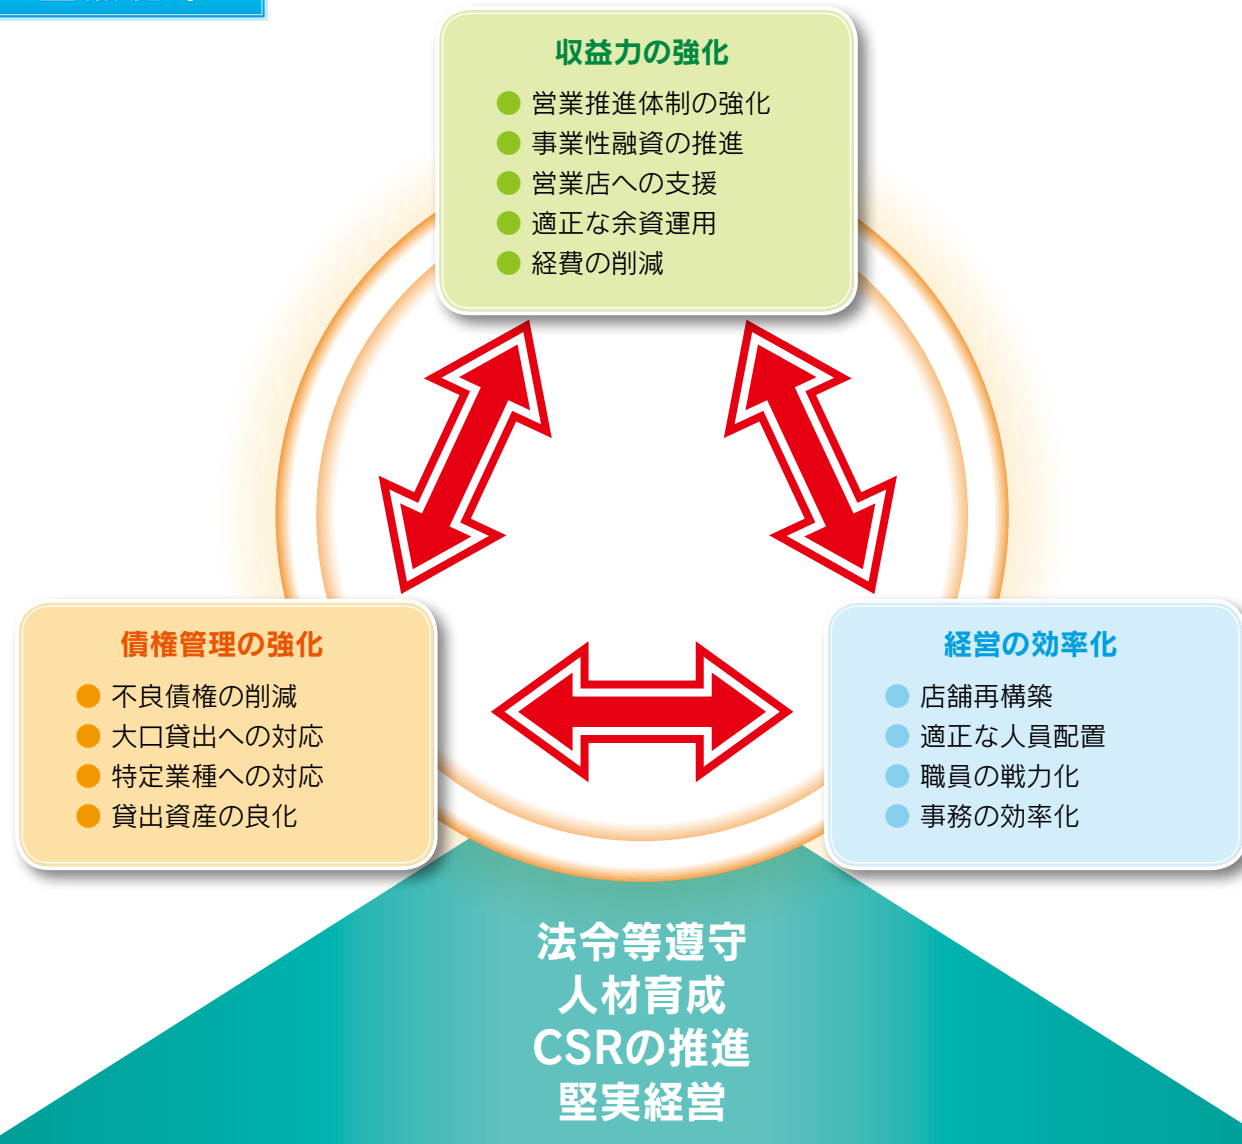 収益力の強化
● 営業推進体制の強化
● 事業性融資の推進
● 営業店への支援
● 適正な余資運用
● 経費の削減
債権管理の強化
● 不良債権の削減
● 大口貸出への対応
● 特定業種への対応
● 貸出資産の良化
経営の効率化
● 店舗再構築
● 適正な人員配置
● 職員の戦力化
● 事務の効率化
法令等遵守
人材育成
CSRの推進
堅実経営